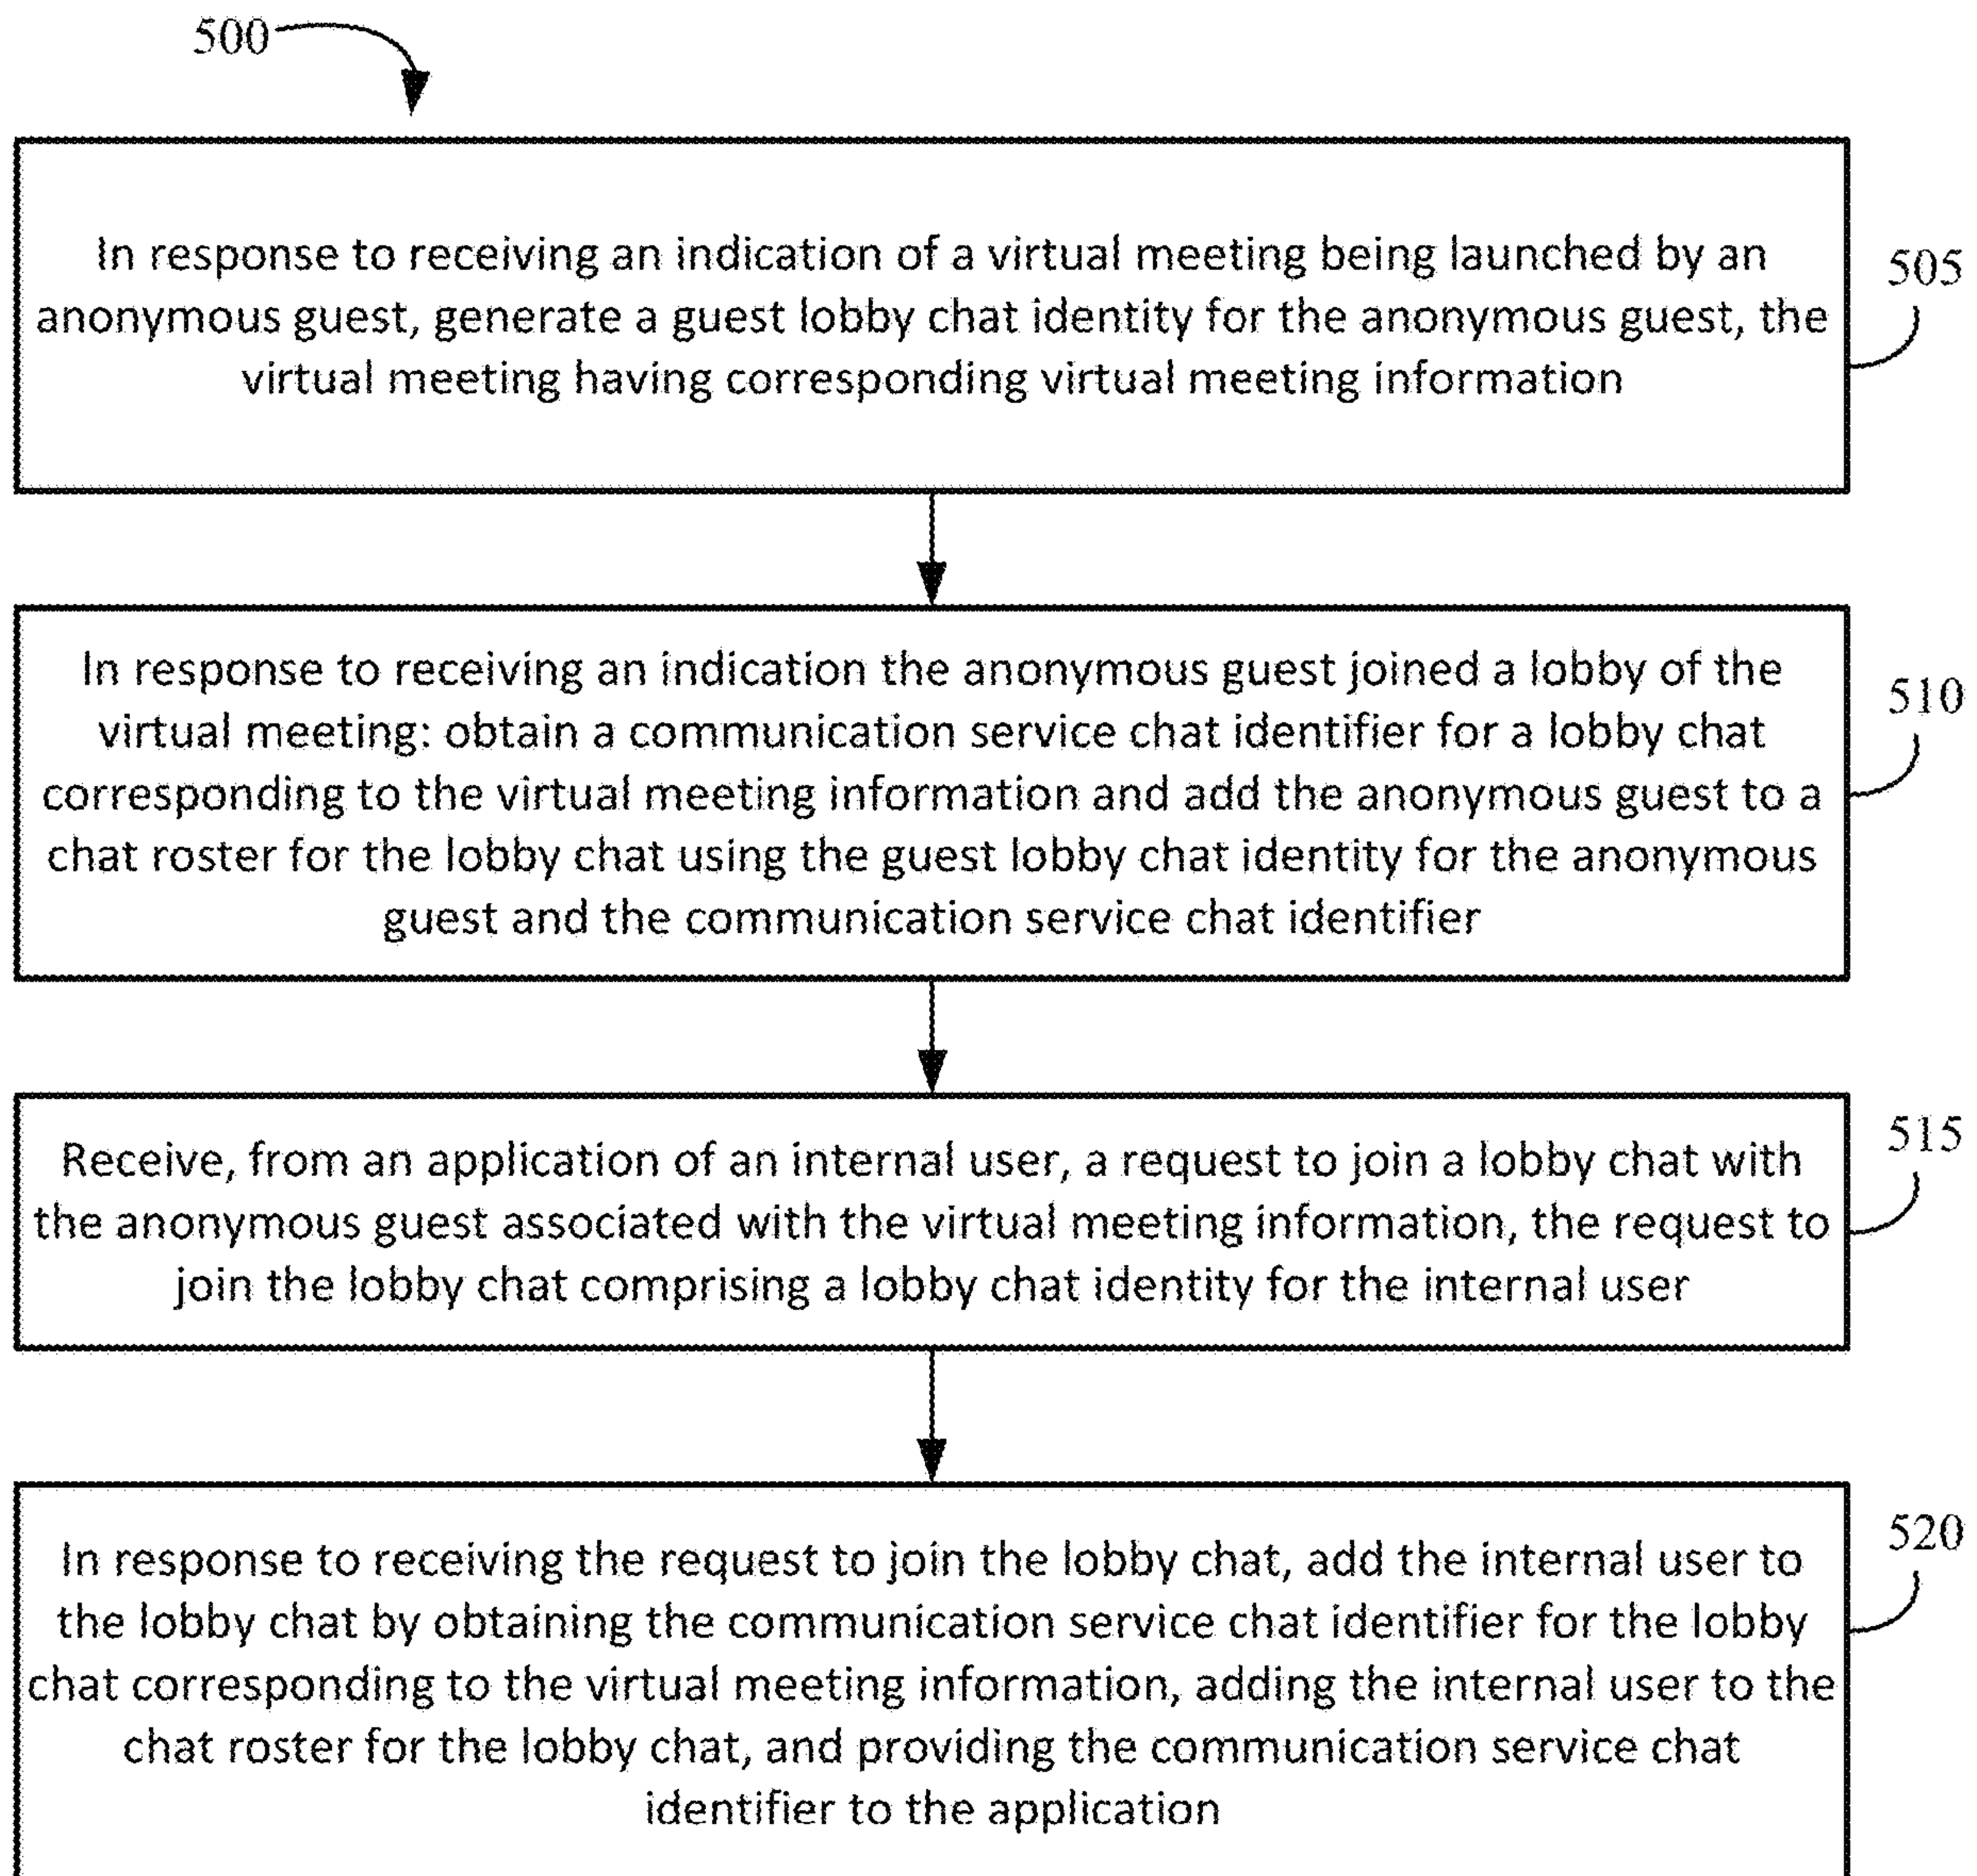 500
In response to receiving an indication of a virtual meeting being launched by an
anonymous guest, generate a guest lobby chat identity for the anonymous guest, the
virtual meeting having corresponding virtual meeting information
505
In response to receiving an indication the anonymous guest joined a lobby of the
virtual meeting: obtain a communication service chat identifier for a lobby chat
corresponding to the virtual meeting information and add the anonymous guest to a
chat roster for the lobby chat using the guest lobby chat identity for the anonymous
guest and the communication service chat identifier
510
Receive, from an application of an internal user, a request to join a lobby chat with
the anonymous guest associated with the virtual meeting information, the request to
join the lobby chat comprising a lobby chat identity for the internal user
515
In response to receiving the request to join the lobby chat, add the internal user to
the lobby chat by obtaining the communication service chat identifier for the lobby
chat corresponding to the virtual meeting information, adding the internal user to the
chat roster for the lobby chat, and providing the communication service chat
identifier to the application
520